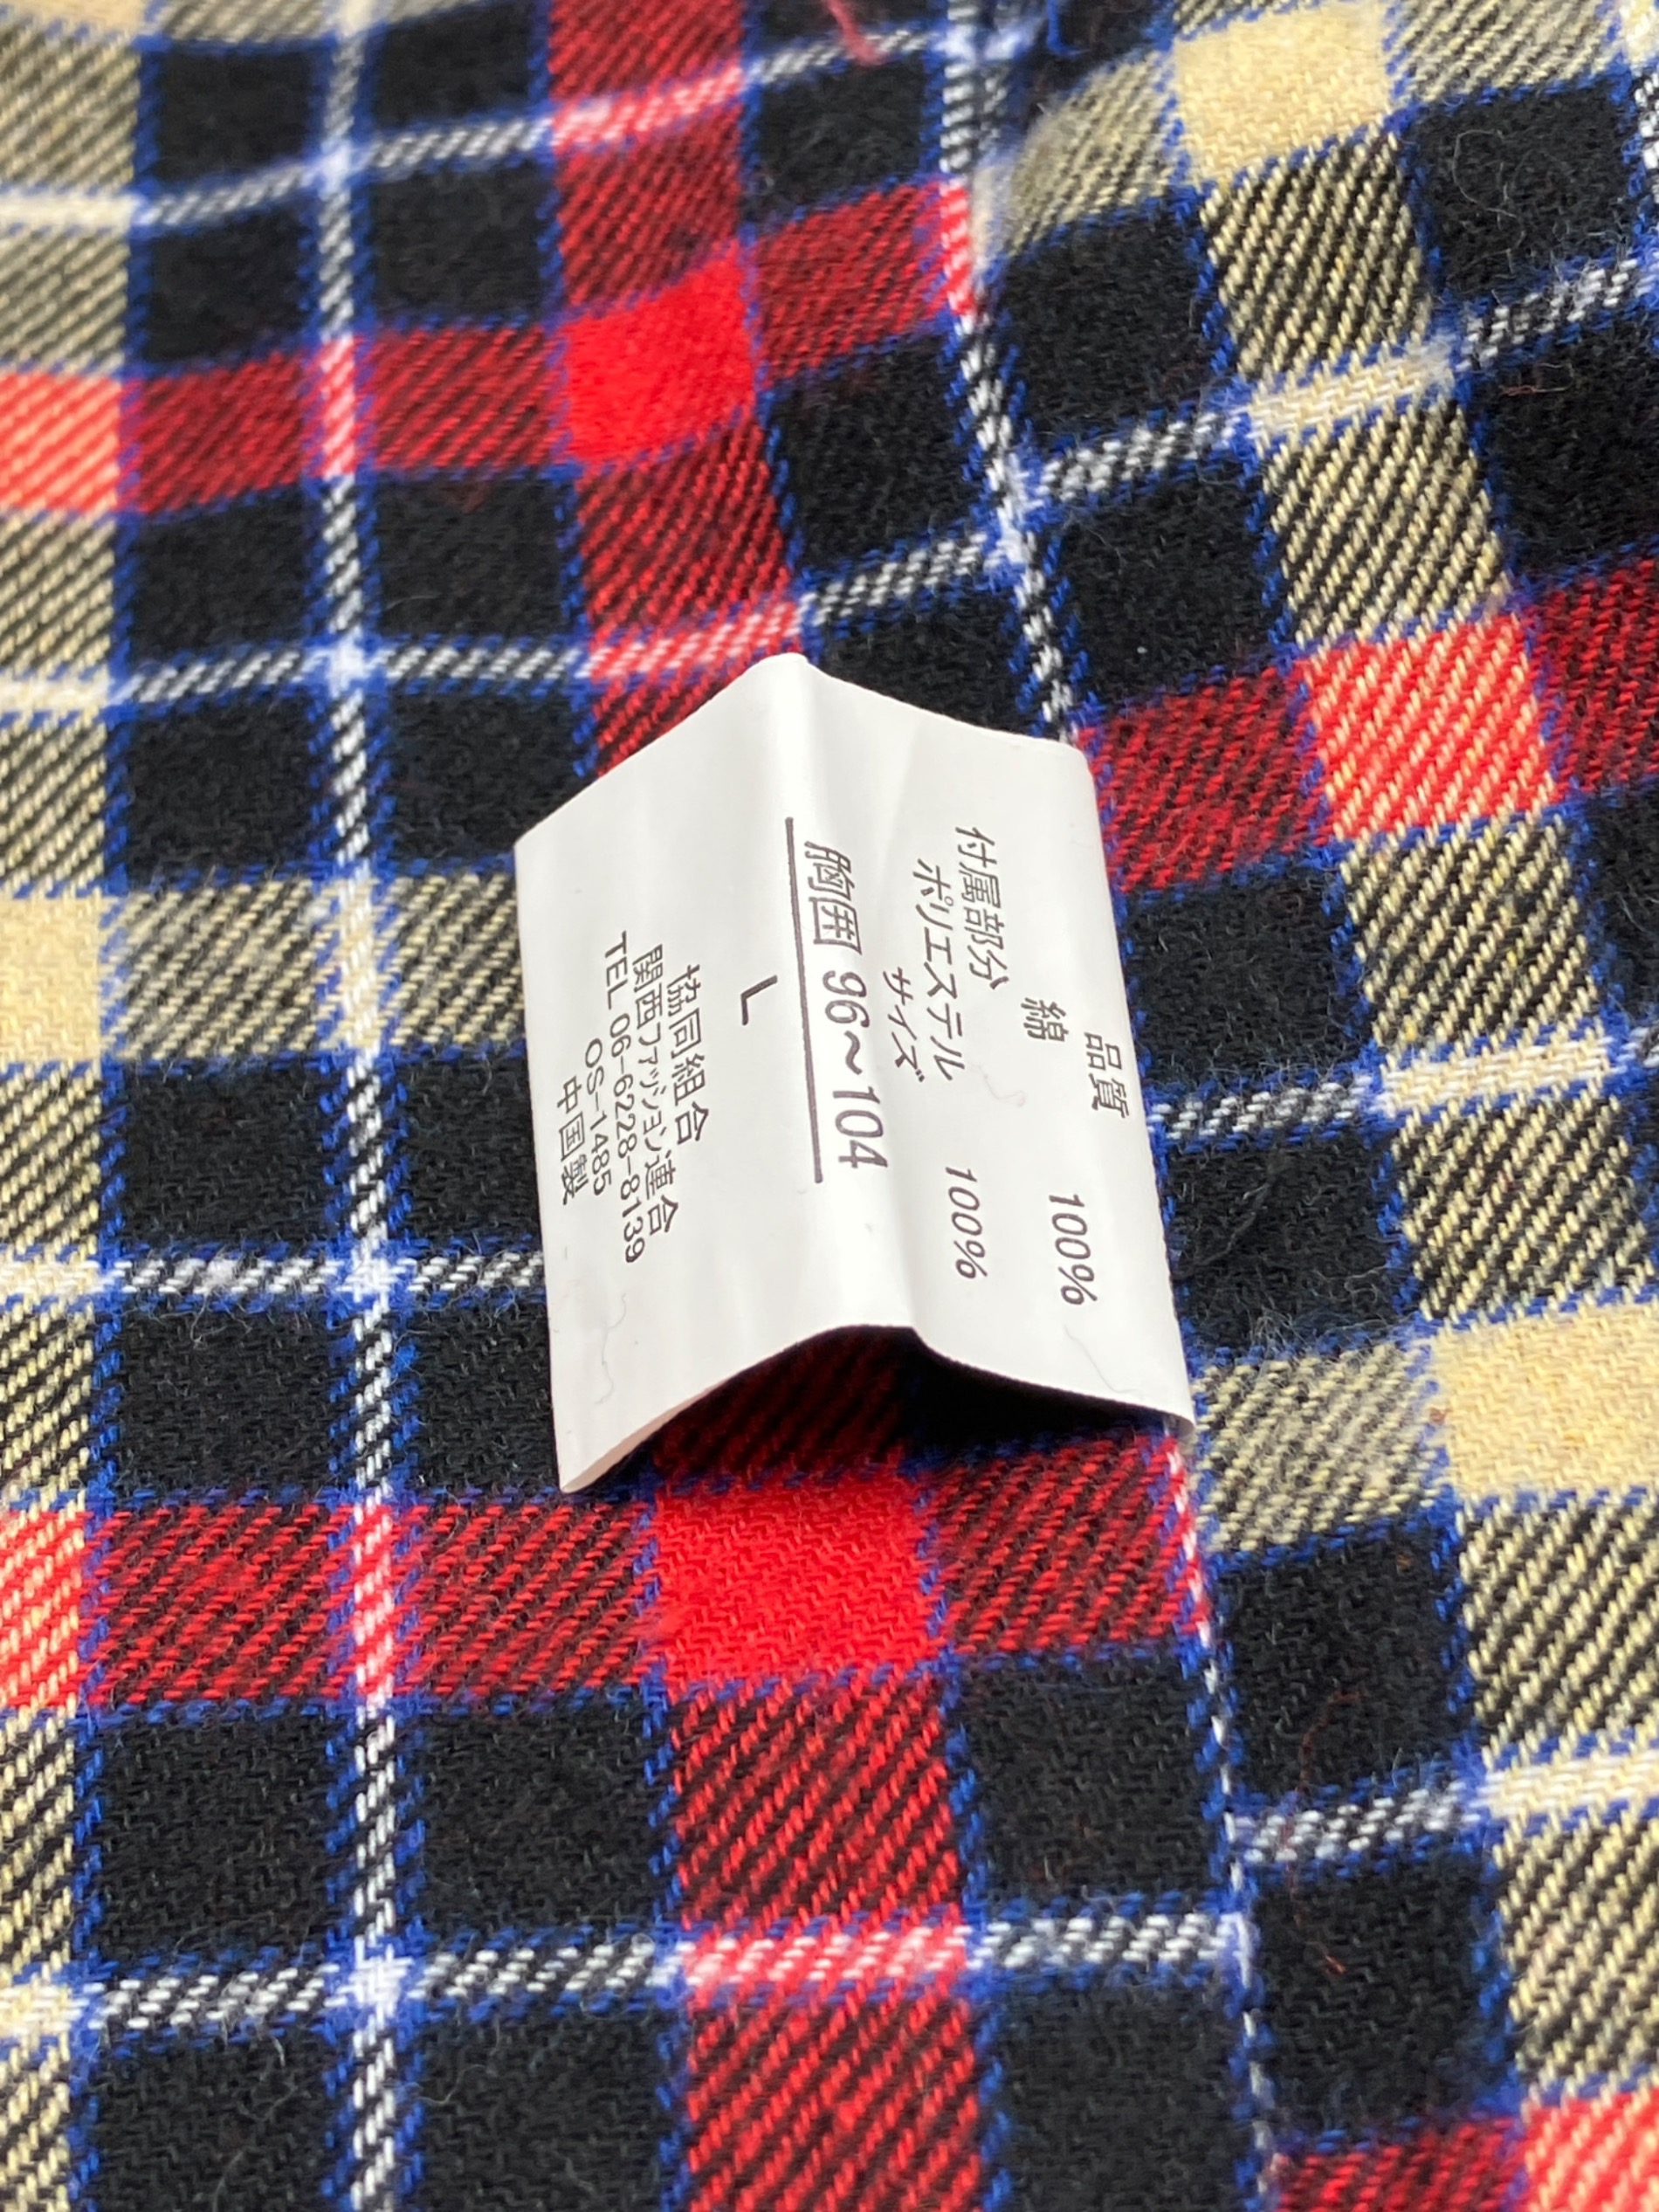 品質
綿 100%
付属部分
ポリエステル 100%
サイズ
胸囲 96~104
L
協同組合
関西ファッション連合
TEL 06-6228-8139
OS-1485
中国製